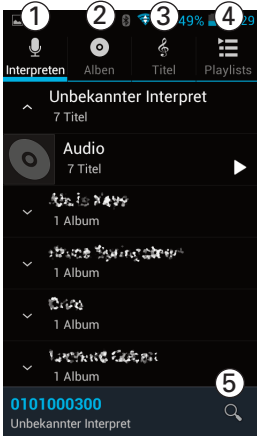 1 2 3 4 5
49% 29
Interpreten Alben Titel Playlists
Unbekannter Interpret
7 Titel
Audio
7 Titel
1 Album
1 Album
1 Album
1 Album
0101000300
Unbekannter Interpret